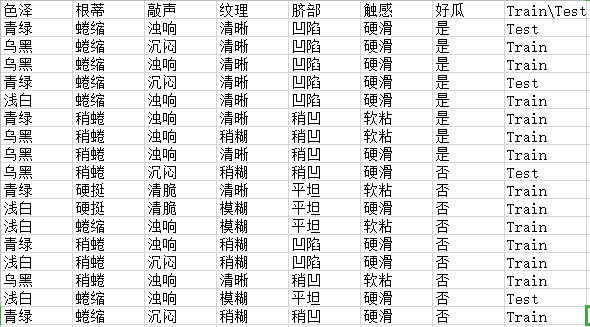 色泽 根蒂 敲声 纹理 脐部 触感 好瓜 Train\Test
青绿 蜷缩 浊响 清晰 凹陷 硬滑 是 Test
乌黑 蜷缩 沉闷 清晰 凹陷 硬滑 是 Train
乌黑 蜷缩 浊响 清晰 凹陷 硬滑 是 Train
青绿 蜷缩 沉闷 清晰 凹陷 硬滑 是 Test
浅白 蜷缩 浊响 清晰 凹陷 硬滑 是 Train
青绿 稍蜷 浊响 清晰 稍凹 软粘 是 Train
乌黑 稍蜷 浊响 稍糊 稍凹 软粘 是 Train
乌黑 稍蜷 浊响 清晰 稍凹 硬滑 是 Train
乌黑 稍蜷 沉闷 稍糊 稍凹 硬滑 否 Test
青绿 硬挺 清脆 清晰 平坦 软粘 否 Train
浅白 硬挺 清脆 模糊 平坦 硬滑 否 Train
浅白 蜷缩 浊响 模糊 平坦 软粘 否 Train
青绿 稍蜷 浊响 稍糊 凹陷 硬滑 否 Train
浅白 稍蜷 沉闷 稍糊 凹陷 硬滑 否 Train
乌黑 稍蜷 浊响 清晰 稍凹 软粘 否 Train
浅白 蜷缩 浊响 模糊 平坦 硬滑 否 Test
青绿 蜷缩 沉闷 稍糊 稍凹 硬滑 否 Train